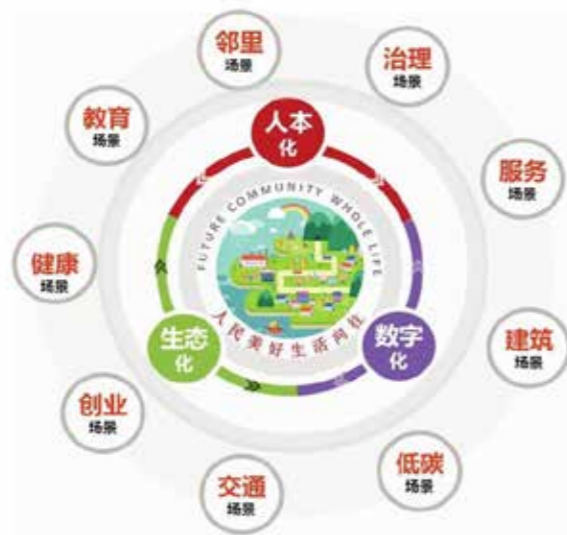 邻里
场景
治理
场景
教育
场景
人本
化
服务
场景
FUTURE COMMUNITY WHOLE LIFE
健康
场景
人民美好生活向往
生态
化
数字
化
建筑
场景
创业
场景
低碳
场景
交通
场景